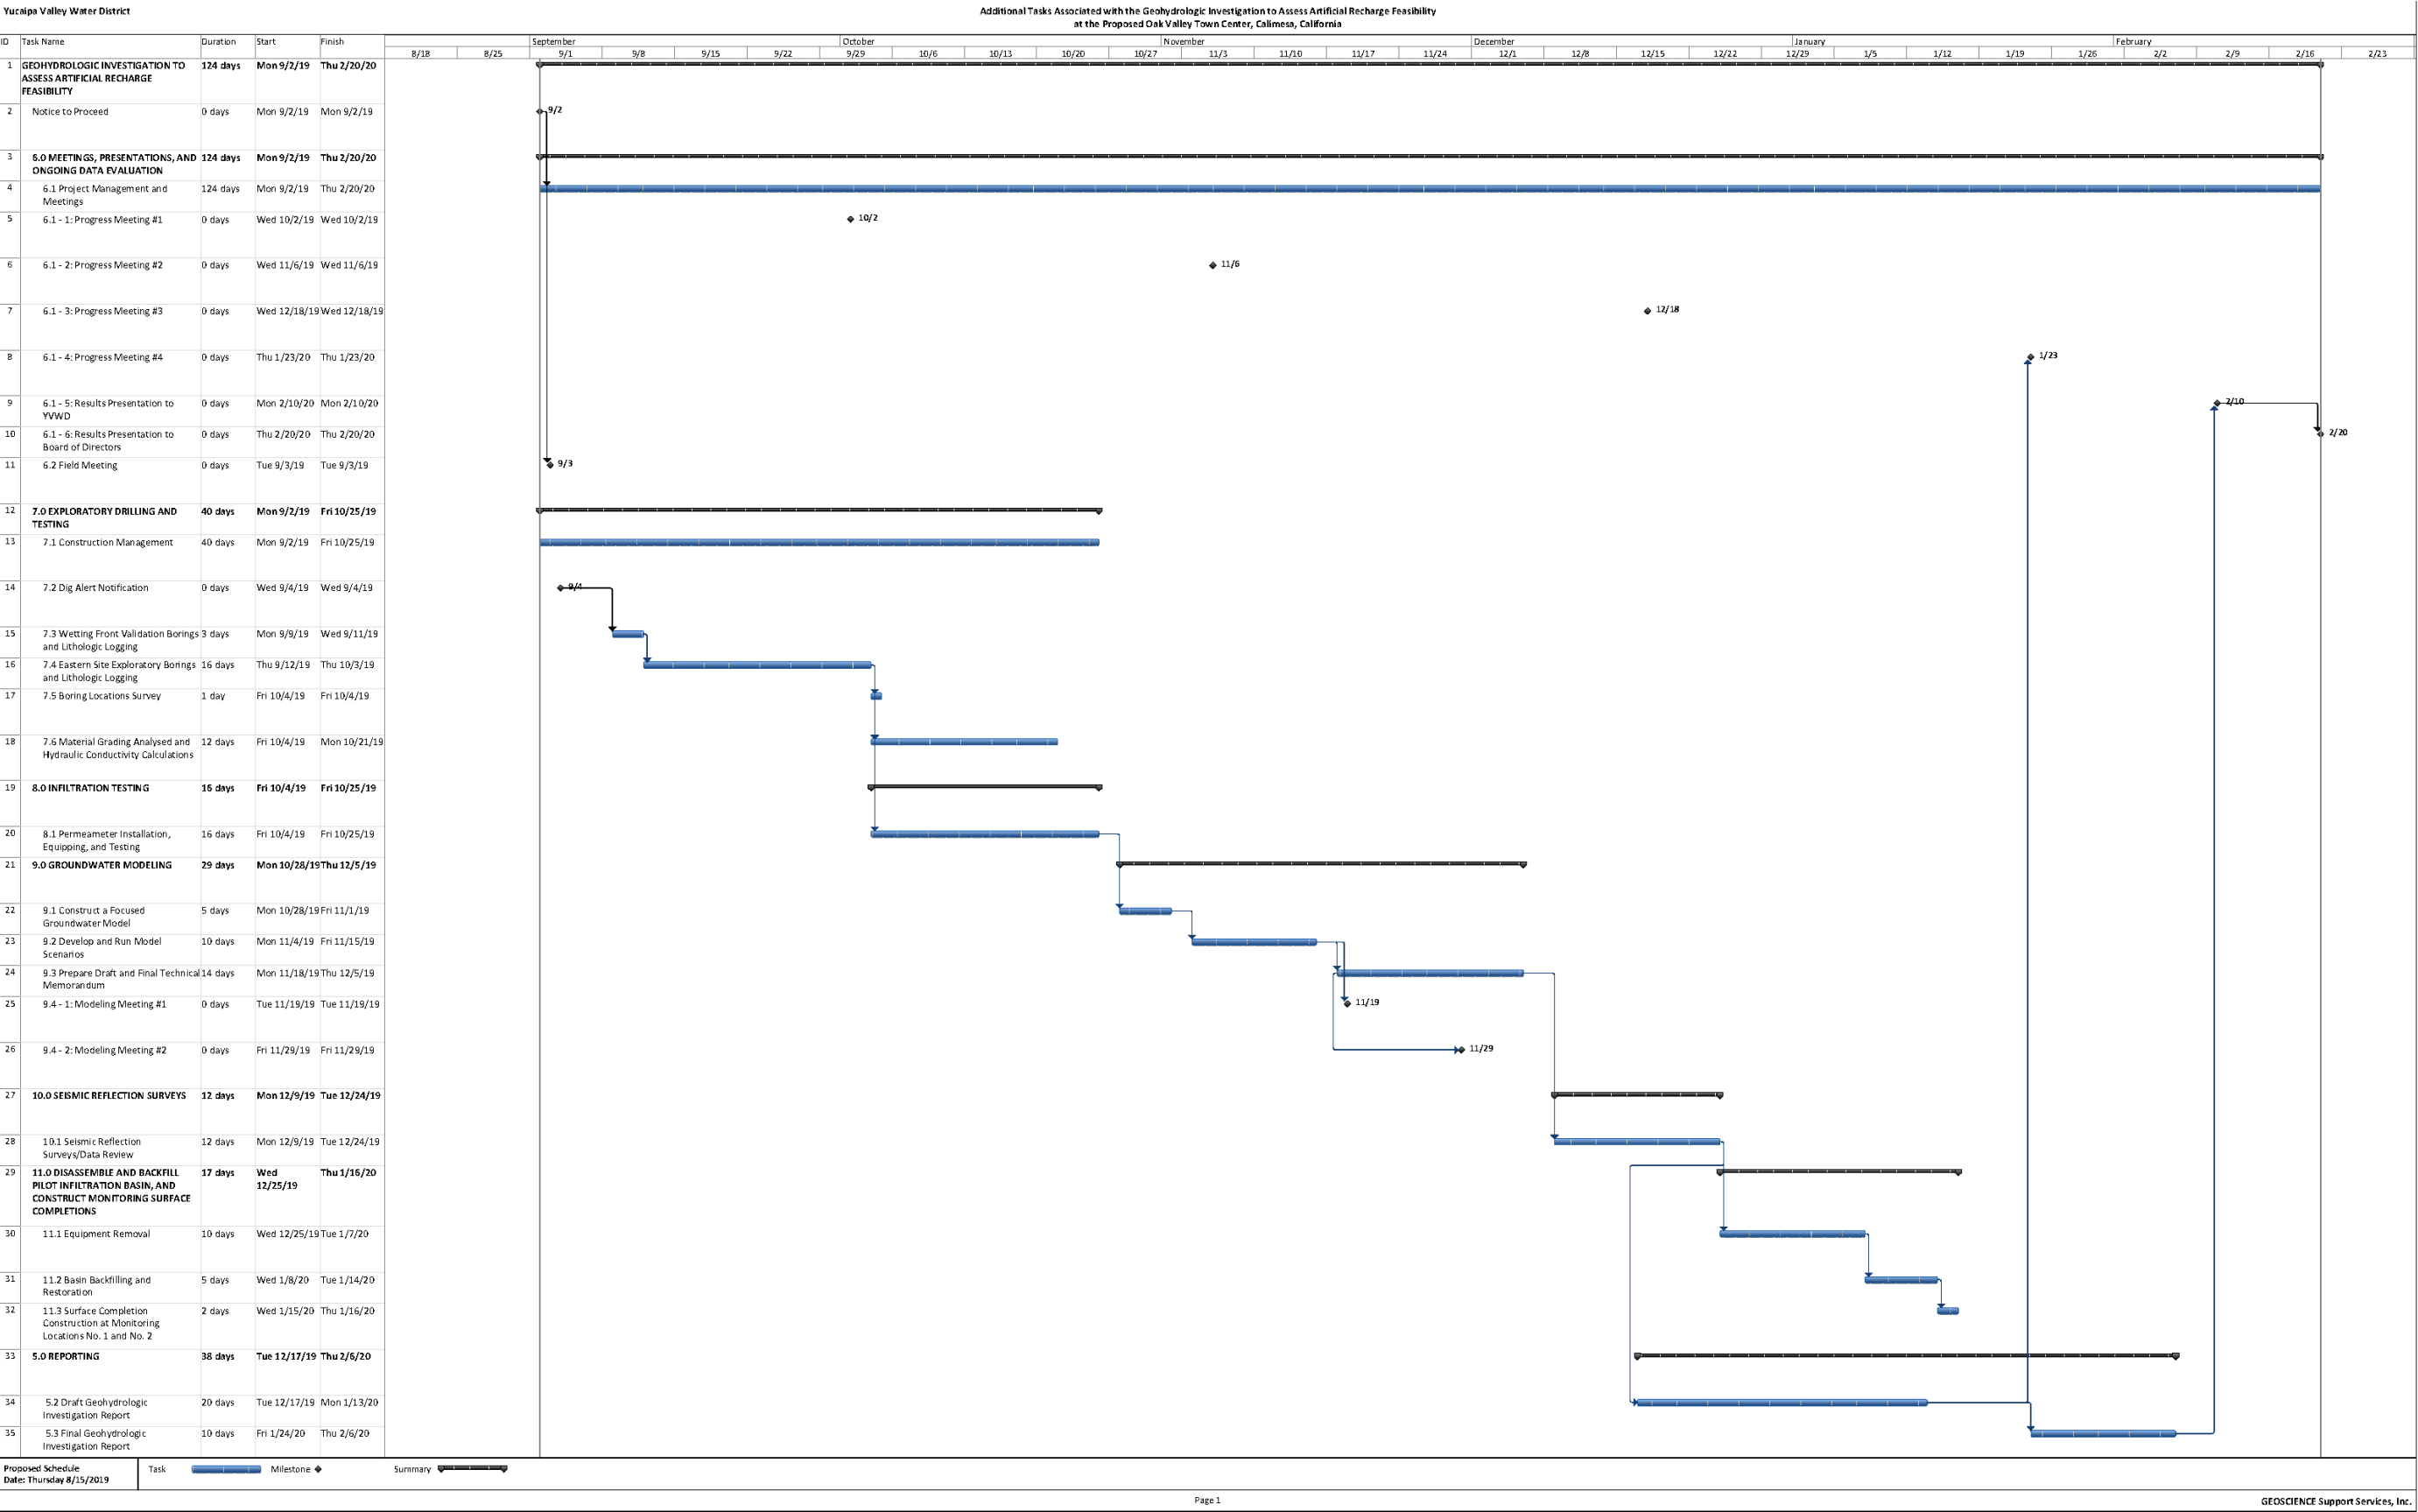 Yucaipa Valley Water District
Additional Tasks Associated with the Geohydrologic Investigation to Assess Artificial Recharge Feasibility
at the Proposed Oak Valley Town Center, Calimesa, California
ID Task Name Duration Start Finish
September October November December January February
8/18 8/25 9/1 9/8 9/15 9/22 9/29 10/6 10/13 10/20 10/27 11/3 11/10 11/17 11/24 12/1 12/8 12/15 12/22 12/29 1/5 1/12 1/19 1/26 2/2 2/9 2/16 2/23
1 GEOHYDROLOGIC INVESTIGATION TO 124 days Mon 9/2/19 Thu 2/20/20
ASSESS ARTIFICIAL RECHARGE
FEASIBILITY
2 Notice to Proceed 0 days Mon 9/2/19 Mon 9/2/19 9/2
3 6.0 MEETINGS, PRESENTATIONS, AND 124 days Mon 9/2/19 Thu 2/20/20
ONGOING DATA EVALUATION
4 6.1 Project Management and 124 days Mon 9/2/19 Thu 2/20/20
Meetings
5 6.1 - 1: Progress Meeting #1 0 days Wed 10/2/19 Wed 10/2/19 10/2
6 6.1 - 2: Progress Meeting #2 0 days Wed 11/6/19 Wed 11/6/19 11/6
7 6.1 - 3: Progress Meeting #3 0 days Wed 12/18/19 Wed 12/18/19 12/18
8 6.1 - 4: Progress Meeting #4 0 days Thu 1/23/20 Thu 1/23/20 1/23
9 6.1 - 5: Results Presentation to 0 days Mon 2/10/20 Mon 2/10/20 2/10
YVWD
10 6.1 - 6: Results Presentation to 0 days Thu 2/20/20 Thu 2/20/20 2/20
Board of Directors
11 6.2 Field Meeting 0 days Tue 9/3/19 Tue 9/3/19 9/3
12 7.0 EXPLORATORY DRILLING AND 40 days Mon 9/2/19 Fri 10/25/19
TESTING
13 7.1 Construction Management 40 days Mon 9/2/19 Fri 10/25/19
14 7.2 Dig Alert Notification 0 days Wed 9/4/19 Wed 9/4/19 9/4
15 7.3 Wetting Front Validation Borings 3 days Mon 9/9/19 Wed 9/11/19
and Lithologic Logging
16 7.4 Eastern Site Exploratory Borings 16 days Thu 9/12/19 Thu 10/3/19
and Lithologic Logging
17 7.5 Boring Locations Survey 1 day Fri 10/4/19 Fri 10/4/19
18 7.6 Material Grading Analysed and 12 days Fri 10/4/19 Mon 10/21/19
Hydraulic Conductivity Calculations
19 8.0 INFILTRATION TESTING 16 days Fri 10/4/19 Fri 10/25/19
20 8.1 Permeameter Installation, 16 days Fri 10/4/19 Fri 10/25/19
Equipping, and Testing
21 9.0 GROUNDWATER MODELING 29 days Mon 10/28/19 Thu 12/5/19
22 9.1 Construct a Focused 5 days Mon 10/28/19 Fri 11/1/19
Groundwater Model
23 9.2 Develop and Run Model 10 days Mon 11/4/19 Fri 11/15/19
Scenarios
24 9.3 Prepare Draft and Final Technical 14 days Mon 11/18/19 Thu 12/5/19
Memorandum
25 9.4 - 1: Modeling Meeting #1 0 days Tue 11/19/19 Tue 11/19/19 11/19
26 9.4 - 2: Modeling Meeting #2 0 days Fri 11/29/19 Fri 11/29/19 11/29
27 10.0 SEISMIC REFLECTION SURVEYS 12 days Mon 12/9/19 Tue 12/24/19
28 10.1 Seismic Reflection 12 days Mon 12/9/19 Tue 12/24/19
Surveys/Data Review
29 11.0 DISASSEMBLE AND BACKFILL 17 days Wed Thu 1/16/20
PILOT INFILTRATION BASIN, AND 12/25/19
CONSTRUCT MONITORING SURFACE
COMPLETIONS
30 11.1 Equipment Removal 10 days Wed 12/25/19 Tue 1/7/20
31 11.2 Basin Backfilling and 5 days Wed 1/8/20 Tue 1/14/20
Restoration
32 11.3 Surface Completion 2 days Wed 1/15/20 Thu 1/16/20
Construction at Monitoring
Locations No. 1 and No. 2
33 5.0 REPORTING 38 days Tue 12/17/19 Thu 2/6/20
34 5.2 Draft Geohydrologic 20 days Tue 12/17/19 Mon 1/13/20
Investigation Report
35 5.3 Final Geohydrologic 10 days Fri 1/24/20 Thu 2/6/20
Investigation Report
Proposed Schedule
Date: Thursday 8/15/2019
Task Milestone Summary
Page 1
GEOSCIENCE Support Services, Inc.